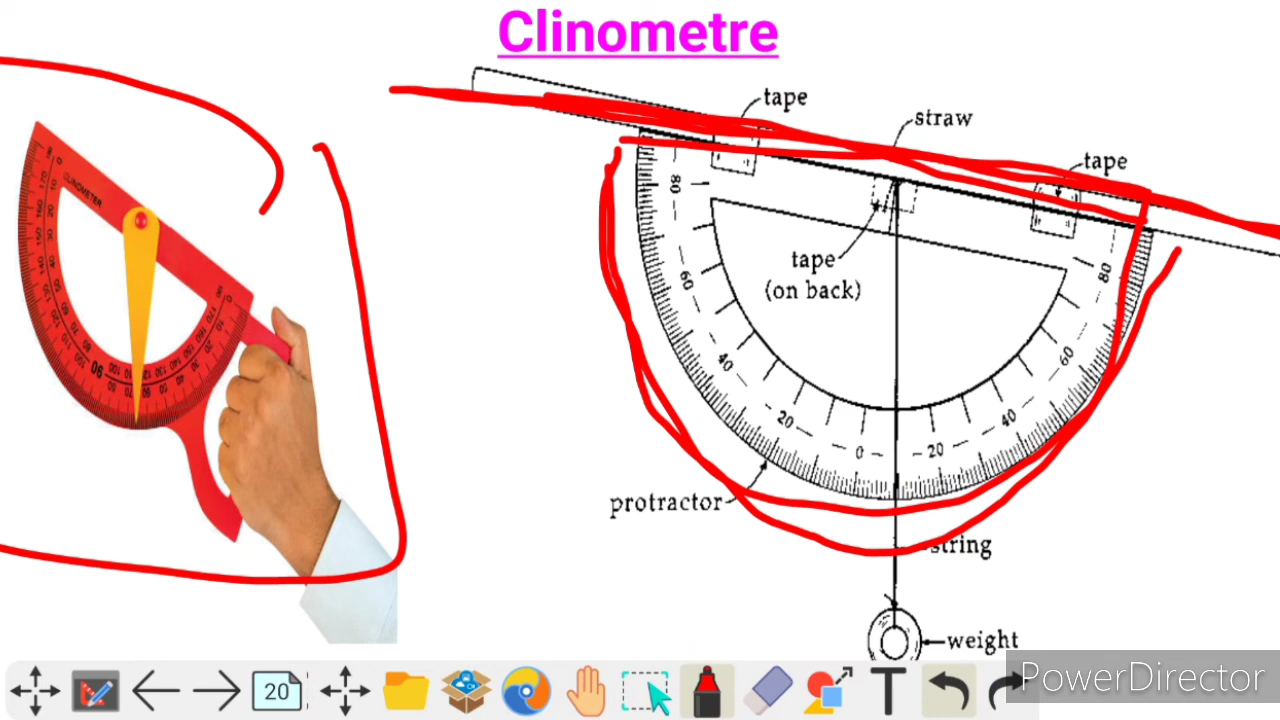 Clinometre
tape
straw
tape
tape
(on back)
80
60
40
20
0
20
40
60
80
protractor
string
weight
CLINOMETER
90
20
PowerDirector